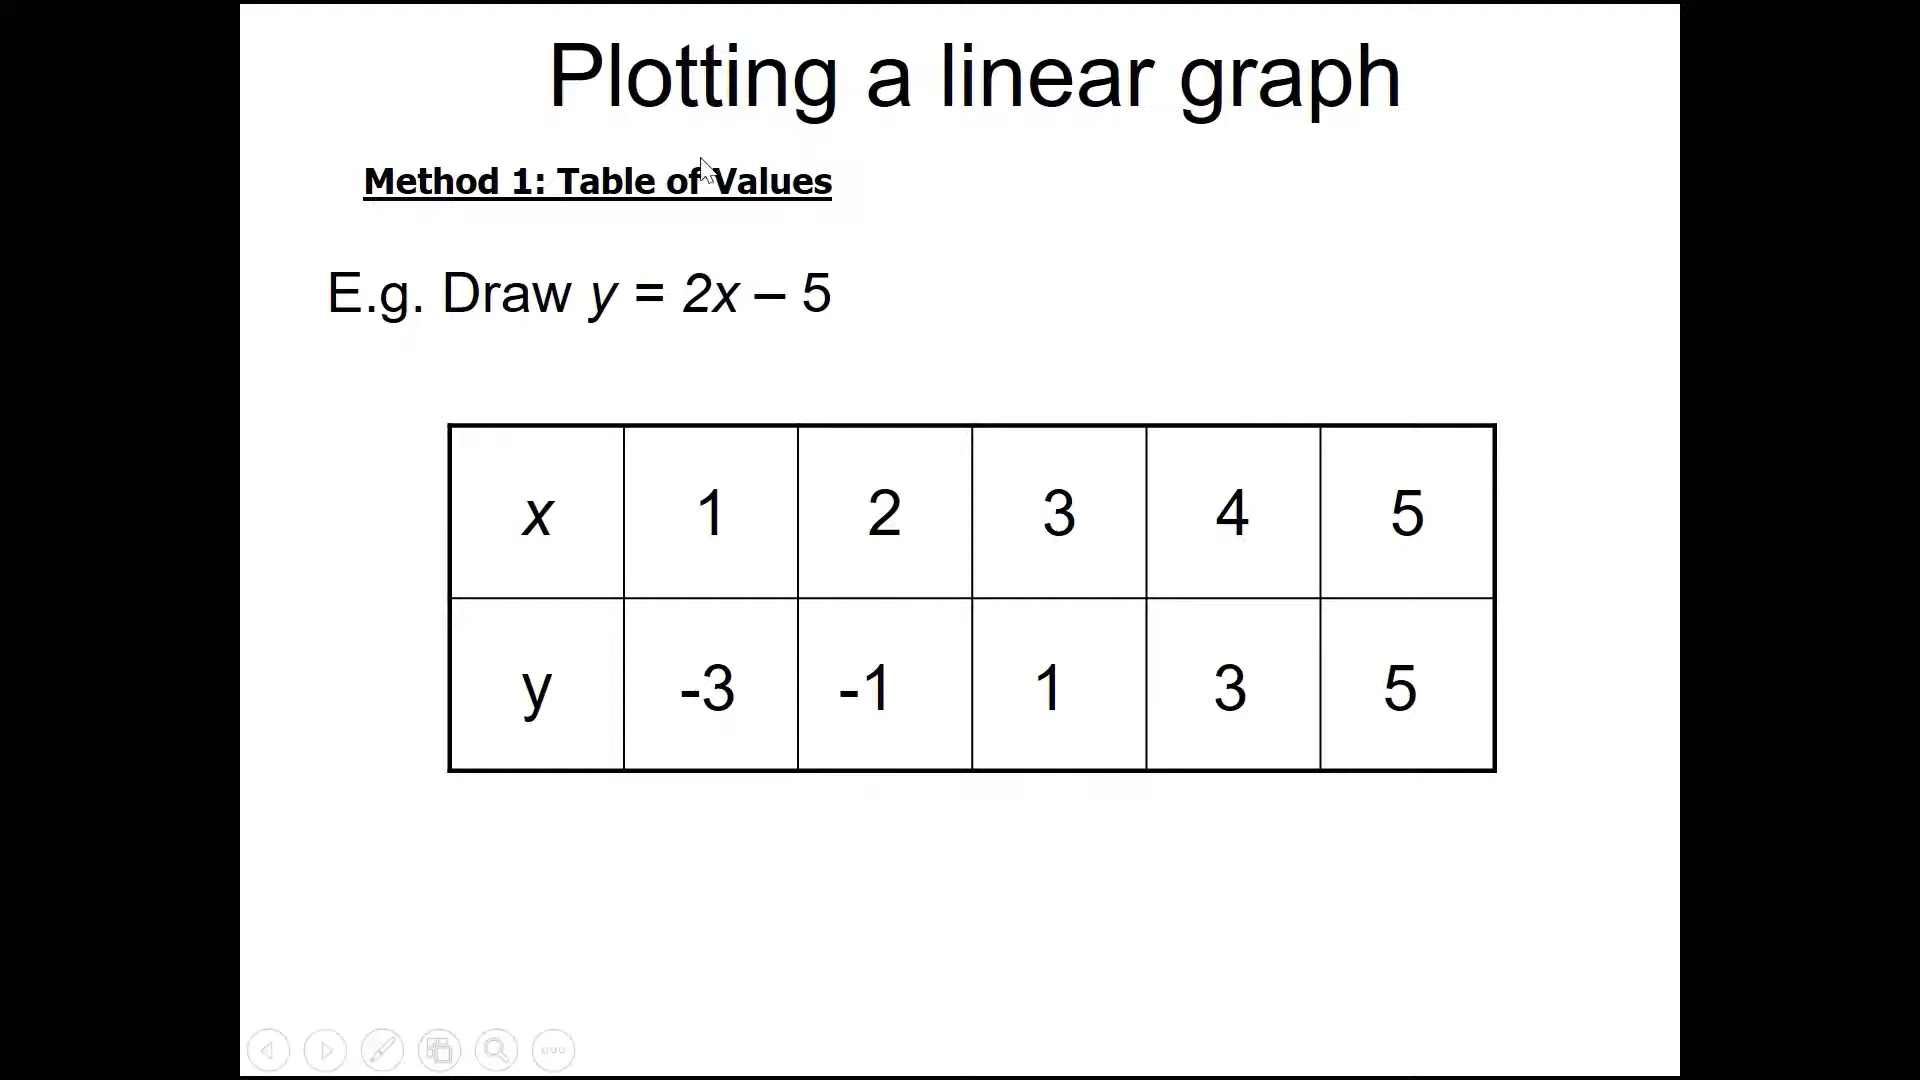 Plotting a linear graph
Method 1: Table of Values
E.g. Draw y = 2x – 5
x 1 2 3 4 5
y -3 -1 1 3 5